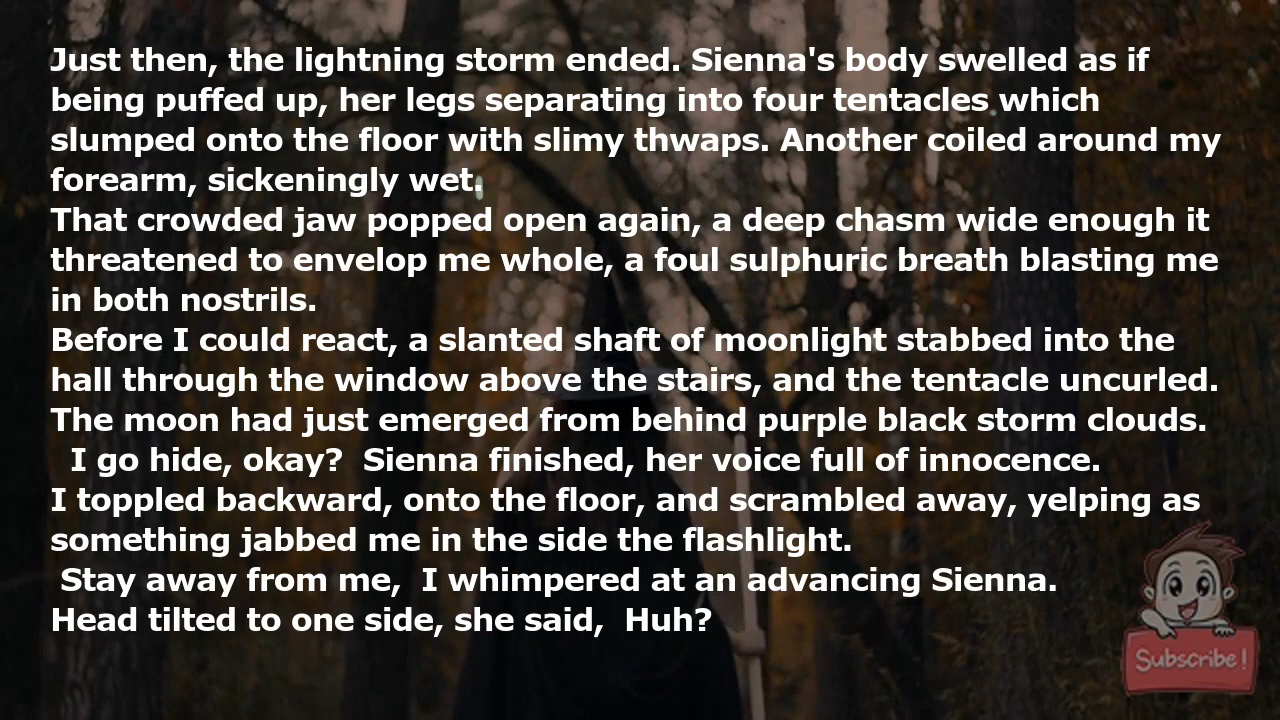 Just then, the lightning storm ended. Sienna's body swelled as if
being puffed up, her legs separating into four tentacles which
slumped onto the floor with slimy thwaps. Another coiled around my
forearm, sickeningly wet.
That crowded jaw popped open again, a deep chasm wide enough it
threatened to envelop me whole, a foul sulphuric breath blasting me
in both nostrils.
Before I could react, a slanted shaft of moonlight stabbed into the
hall through the window above the stairs, and the tentacle uncurled.
The moon had just emerged from behind purple black storm clouds.
I go hide, okay?  Sienna finished, her voice full of innocence.
I toppled backward, onto the floor, and scrambled away, yelping as
something jabbed me in the side the flashlight.
Stay away from me,  I whimpered at an advancing Sienna.
Head tilted to one side, she said,  Huh?
Subscribe!